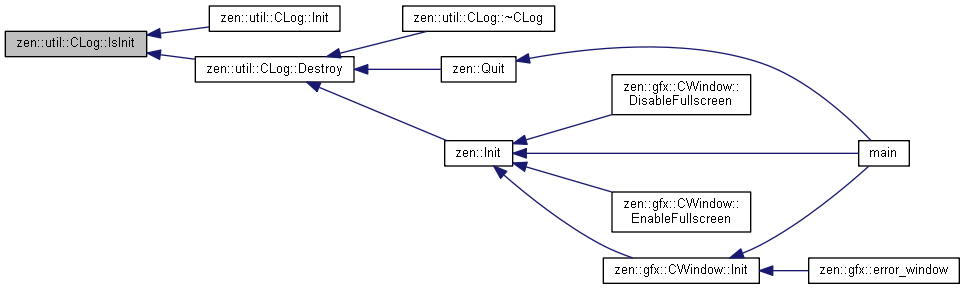 zen::util::CLog::IsInit
zen::util::CLog::Init
zen::util::CLog::Destroy
zen::util::CLog::~CLog
zen::Quit
zen::Init
zen::gfx::CWindow::
DisableFullscreen
main
zen::gfx::CWindow::
EnableFullscreen
zen::gfx::CWindow::Init
zen::gfx::error_window